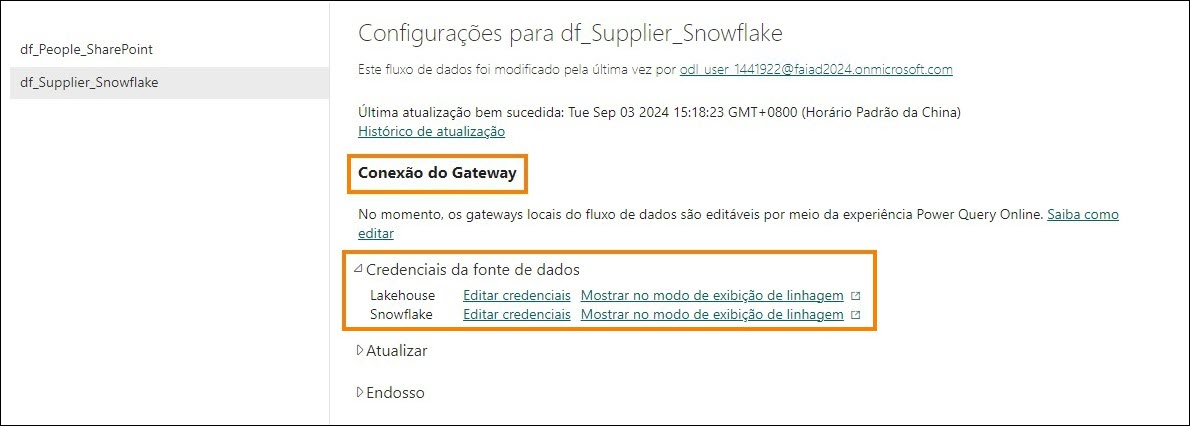 df_People_SharePoint
df_Supplier_Snowflake
Configurações para df_Supplier_Snowflake
Este fluxo de dados foi modificado pela última vez por odl_user_1441922@faiad2024.onmicrosoft.com
Última atualização bem sucedida: Tue Sep 03 2024 15:18:23 GMT+0800 (Horário Padrão da China)
Histórico de atualização
Conexão do Gateway
No momento, os gateways locais do fluxo de dados são editáveis por meio da experiência Power Query Online. Saiba como
editar
Credenciais da fonte de dados
Lakehouse Editar credenciais Mostrar no modo de exibição de linhagem
Snowflake Editar credenciais Mostrar no modo de exibição de linhagem
Atualizar
Endosso